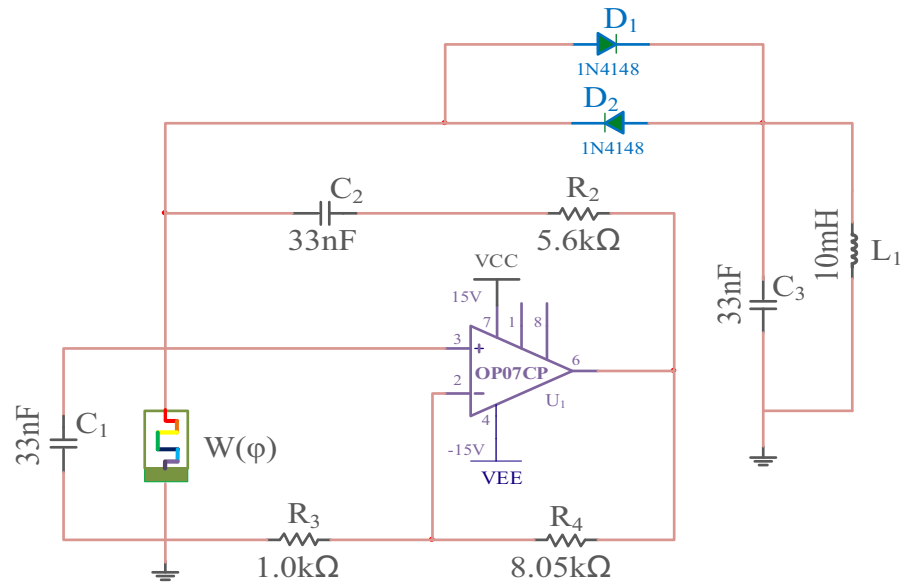 D₁
1N4148
D₂
1N4148
C₂
33nF
R₂
5.6kΩ
VCC
15V
7
1
8
3
2
6
OP07CP
U₁
4
-15V
VEE
33nF
C₁
W(φ)
33nF
C₃
10mH
L₁
R₃
1.0kΩ
R₄
8.05kΩ